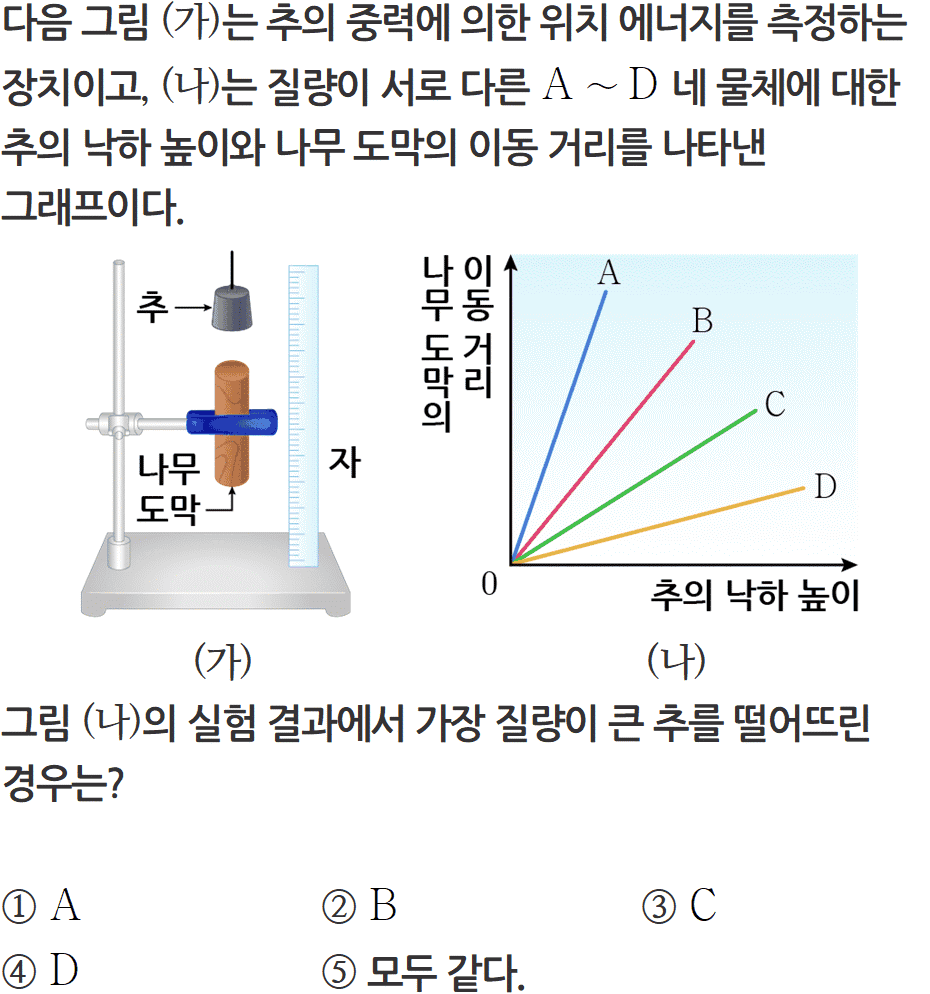 다음 그림 (가)는 추의 중력에 의한 위치 에너지를 측정하는
장치이고, (나)는 질량이 서로 다른 A ~ D 네 물체에 대한
추의 낙하 높이와 나무 도막의 이동 거리를 나타낸
그래프이다.
추
나무
도막
자
(가)
나무 도막의
이동 거리
A
B
C
D
0
추의 낙하 높이
(나)
그림 (나)의 실험 결과에서 가장 질량이 큰 추를 떨어뜨린
경우는?
① A ② B ③ C
④ D ⑤ 모두 같다.